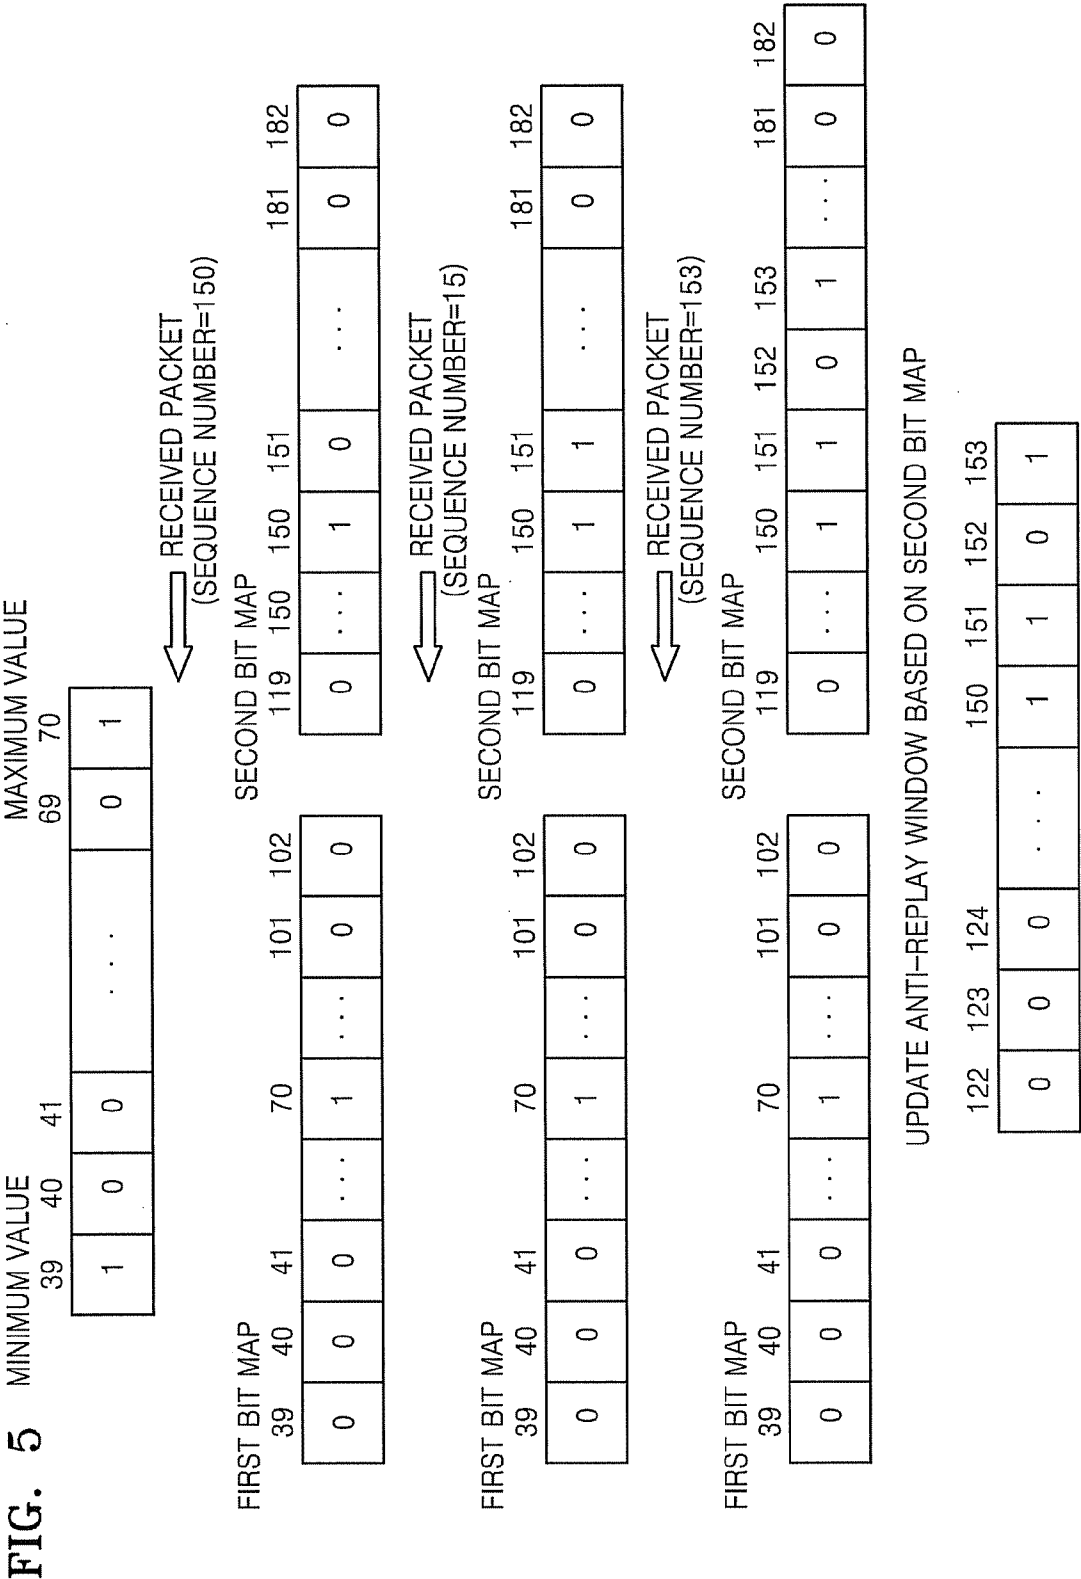 FIG. 5
MINIMUM VALUE MAXIMUM VALUE
39 40 41 69 70
1 0 0 ... 0 1
RECEIVED PACKET
(SEQUENCE NUMBER=150)
FIRST BIT MAP SECOND BIT MAP
39 40 41 70 101 102 119 150 150 151 181 182
0 0 0 ... 1 ... 0 0 0 ... 1 0 ... 0 0
RECEIVED PACKET
(SEQUENCE NUMBER=15)
FIRST BIT MAP SECOND BIT MAP
39 40 41 70 101 102 119 150 151 181 182
0 0 0 ... 1 ... 0 0 0 ... 1 1 ... 0 0
RECEIVED PACKET
(SEQUENCE NUMBER=153)
FIRST BIT MAP SECOND BIT MAP
39 40 41 70 101 102 119 150 151 152 153 181 182
0 0 0 ... 1 ... 0 0 0 ... 1 1 0 1 ... 0 0
UPDATE ANTI-REPLAY WINDOW BASED ON SECOND BIT MAP
122 123 124 150 151 152 153
0 0 0 ... 1 1 0 1